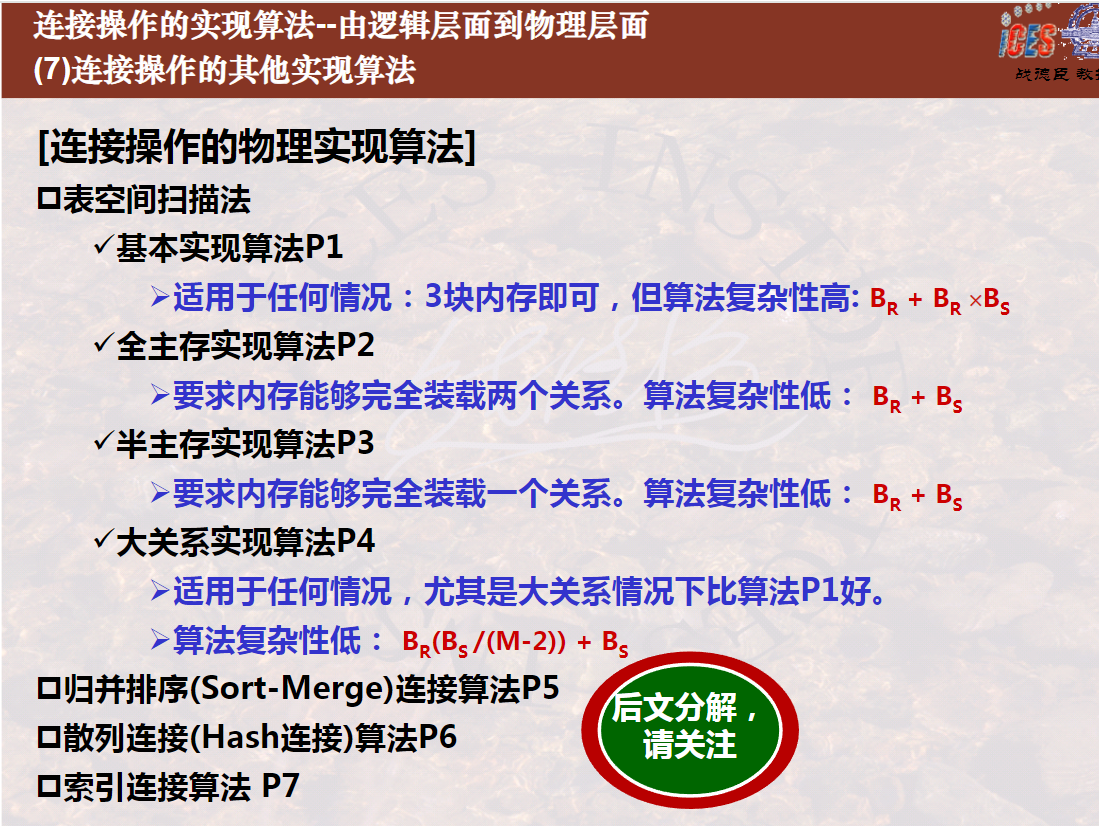 连接操作的实现算法--由逻辑层面到物理层面
(7)连接操作的其他实现算法
iCES
战德臣 教授
[连接操作的物理实现算法]
表空间扫描法
基本实现算法P1
适用于任何情况：3块内存即可，但算法复杂性高: BR + BR ×BS
全主存实现算法P2
要求内存能够完全装载两个关系。算法复杂性低： BR + BS
半主存实现算法P3
要求内存能够完全装载一个关系。算法复杂性低： BR + BS
大关系实现算法P4
适用于任何情况，尤其是大关系情况下比算法P1好。
算法复杂性低： BR(BS /(M-2)) + BS
归并排序(Sort-Merge)连接算法P5
散列连接(Hash连接)算法P6
索引连接算法 P7
后文分解，
请关注